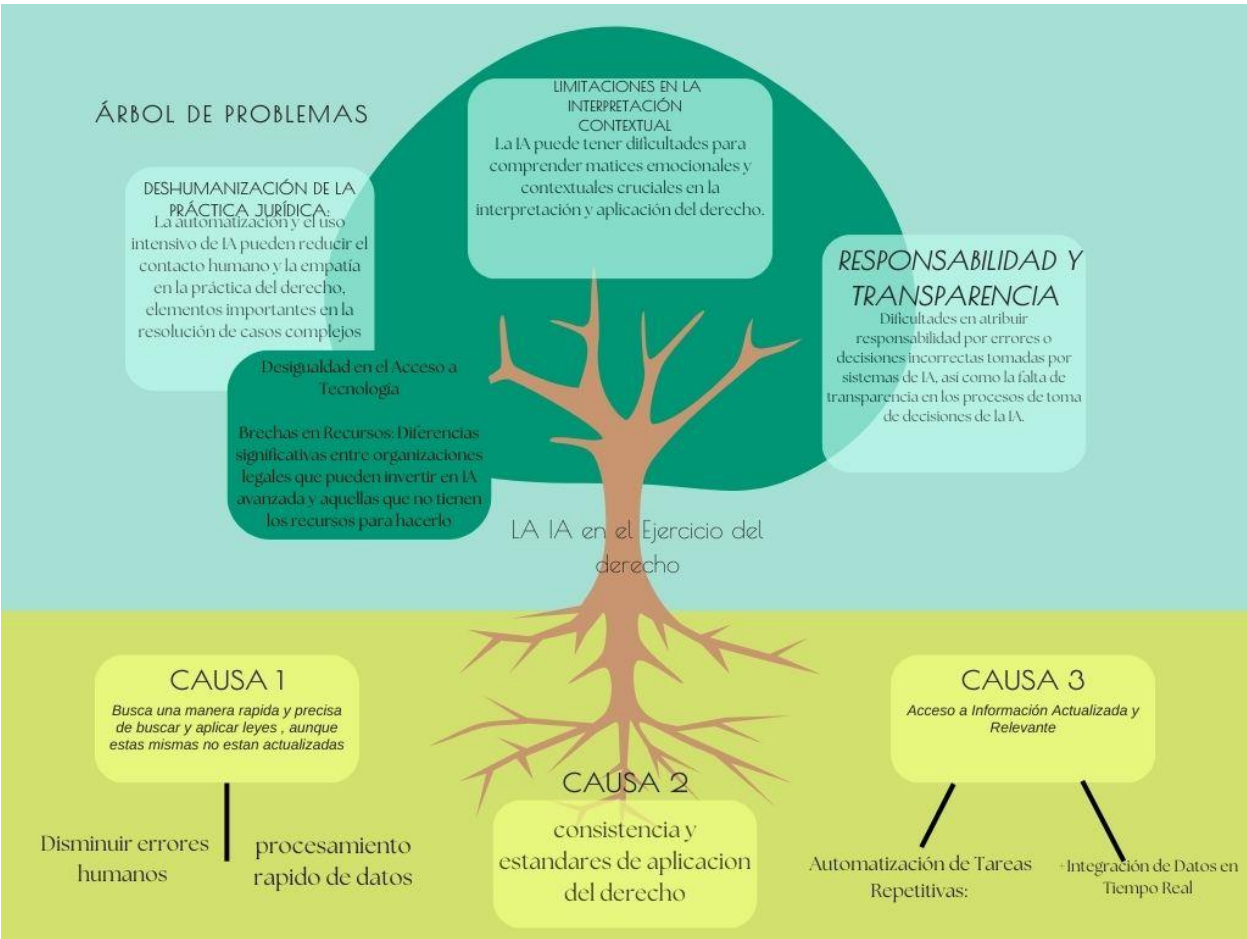 ÁRBOL DE PROBLEMAS
LIMITACIONES EN LA
INTERPRETACIÓN
CONTEXTUAL
La IA puede tener dificultades para
comprender matices emocionales y
contextuales cruciales en la
interpretación y aplicación del derecho.
DESHUMANIZACIÓN DE LA
PRÁCTICA JURÍDICA:
La automatización y el uso
intensivo de IA pueden reducir el
contacto humano y la empatía
en la práctica del derecho,
elementos importantes en la
resolución de casos complejos
RESPONSABILIDAD Y
TRANSPARENCIA
Dificultades en atribuir
responsabilidad por errores o
decisiones incorrectas tomadas por
sistemas de IA, así como la falta de
transparencia en los procesos de toma
de decisiones de la IA.
Desigualdad en el Acceso a
Tecnología
Brechas en Recursos: Diferencias
significativas entre organizaciones
legales que pueden invertir en IA
avanzada y aquellas que no tienen
los recursos para hacerlo
LA IA en el Ejercicio del
derecho
CAUSA 1
Busca una manera rapida y precisa
de buscar y aplicar leyes , aunque
estas mismas no estan actualizadas
Disminuir errores
humanos
procesamiento
rapido de datos
CAUSA 2
consistencia y
estandares de aplicacion
del derecho
CAUSA 3
Acceso a Información Actualizada y
Relevante
Automatización de Tareas
Repetitivas:
+Integración de Datos en
Tiempo Real